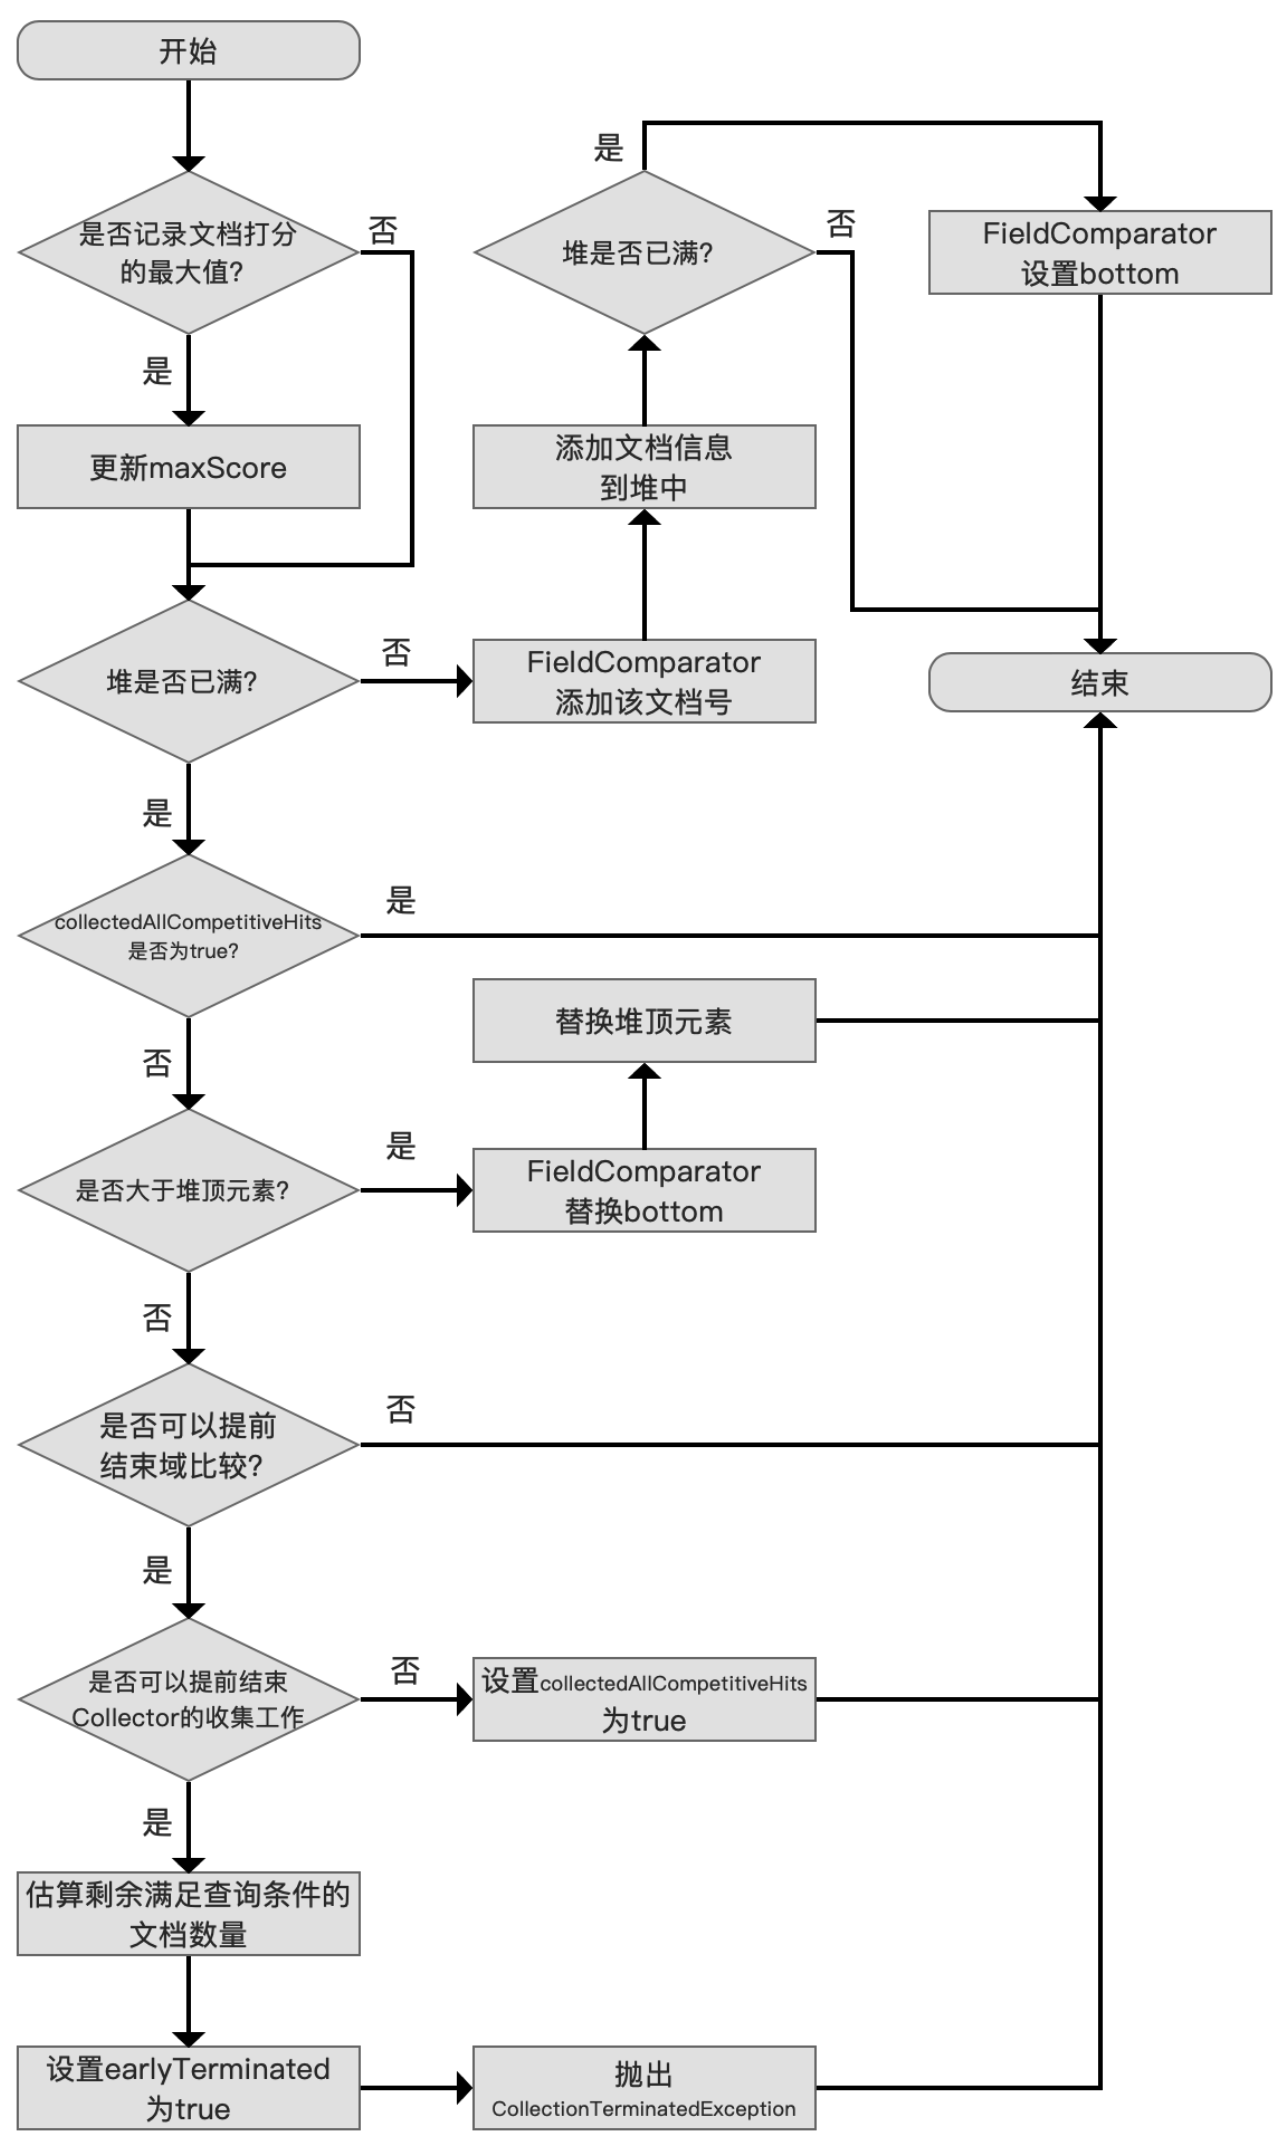 开始
是否记录文档打分
的最大值?
否
是
更新maxScore
堆是否已满?
否
FieldComparator
添加该文档号
添加文档信息
到堆中
堆是否已满?
是
否
FieldComparator
设置bottom
结束
是
collectedAllCompetitiveHits
是否为true?
是
否
是否大于堆顶元素?
是
FieldComparator
替换bottom
替换堆顶元素
否
是否可以提前
结束域比较?
否
是
是否可以提前结束
Collector的收集工作
否
设置collectedAllCompetitiveHits
为true
是
估算剩余满足查询条件的
文档数量
设置earlyTerminated
为true
抛出
CollectionTerminatedException